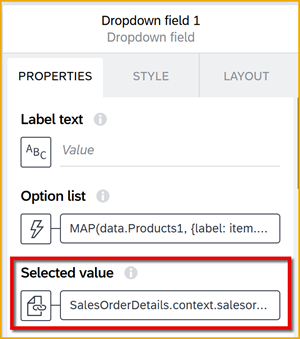 Dropdown field 1
Dropdown field
PROPERTIES STYLE LAYOUT
Label text i
ABC Value
Option list i
MAP(data.Products1, {label: item....
Selected value i
SalesOrderDetails.context.salesor...